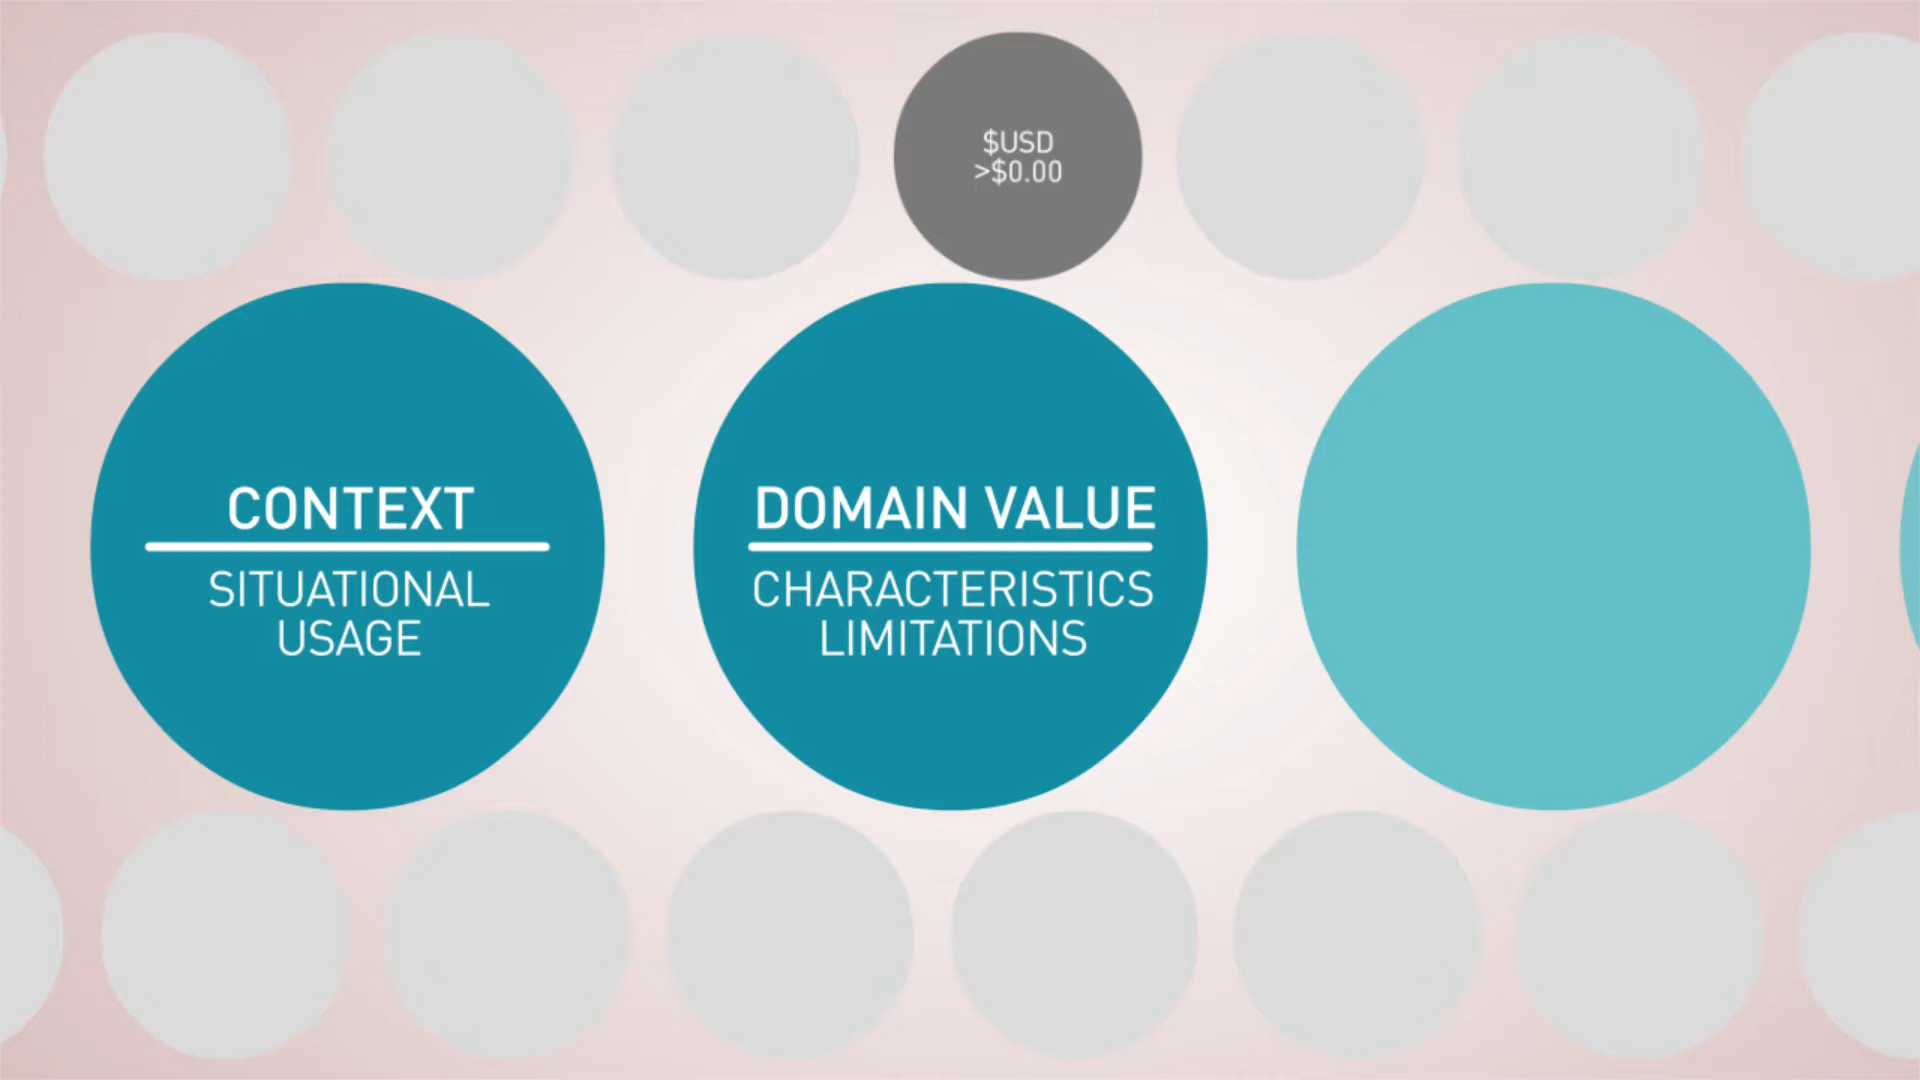 $USD
>$0.00
CONTEXT
SITUATIONAL
USAGE
DOMAIN VALUE
CHARACTERISTICS
LIMITATIONS